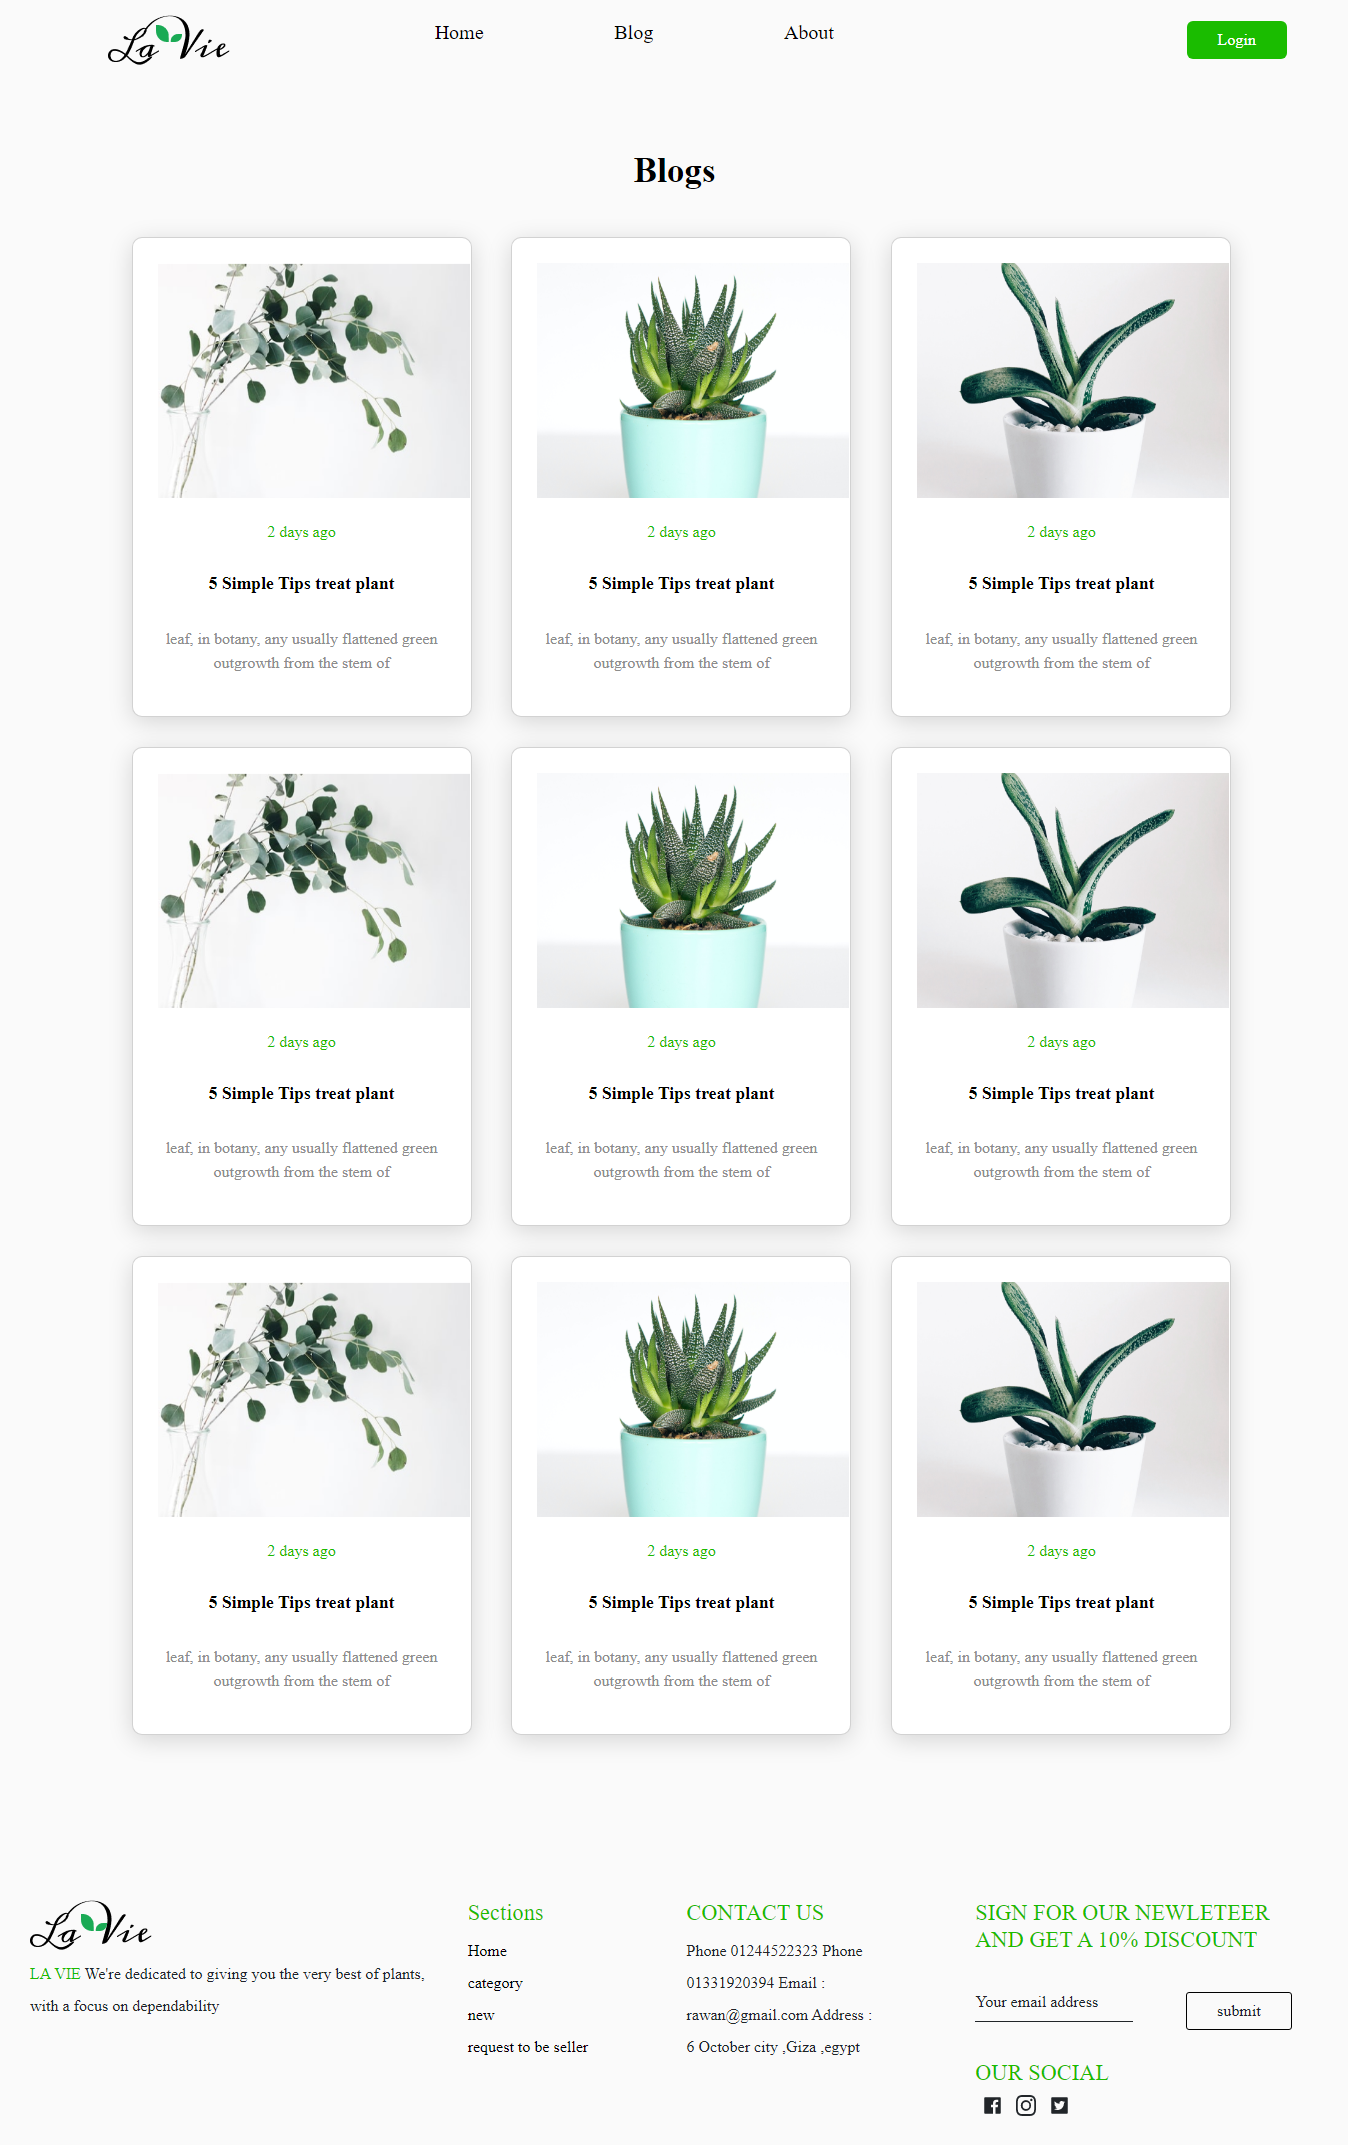 La Vie
Home
Blog
About
Login
Blogs
2 days ago
5 Simple Tips treat plant
leaf, in botany, any usually flattened green
outgrowth from the stem of
2 days ago
5 Simple Tips treat plant
leaf, in botany, any usually flattened green
outgrowth from the stem of
2 days ago
5 Simple Tips treat plant
leaf, in botany, any usually flattened green
outgrowth from the stem of
2 days ago
5 Simple Tips treat plant
leaf, in botany, any usually flattened green
outgrowth from the stem of
2 days ago
5 Simple Tips treat plant
leaf, in botany, any usually flattened green
outgrowth from the stem of
2 days ago
5 Simple Tips treat plant
leaf, in botany, any usually flattened green
outgrowth from the stem of
2 days ago
5 Simple Tips treat plant
leaf, in botany, any usually flattened green
outgrowth from the stem of
2 days ago
5 Simple Tips treat plant
leaf, in botany, any usually flattened green
outgrowth from the stem of
2 days ago
5 Simple Tips treat plant
leaf, in botany, any usually flattened green
outgrowth from the stem of
La Vie
LA VIE We're dedicated to giving you the very best of plants,
with a focus on dependability
Sections
Home
category
new
request to be seller
CONTACT US
Phone 01244522323 Phone
01331920394 Email :
rawan@gmail.com Address :
6 October city ,Giza ,egypt
SIGN FOR OUR NEWLETEER
AND GET A 10% DISCOUNT
Your email address
submit
OUR SOCIAL